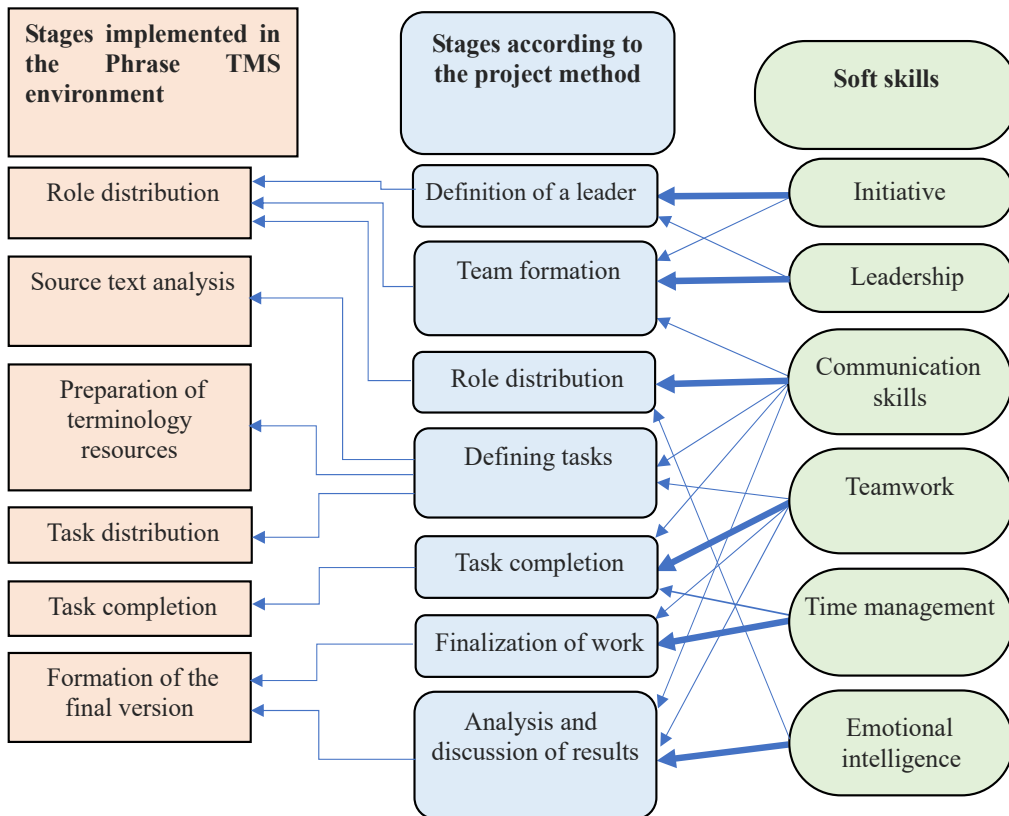 Stages implemented in
the Phrase TMS
environment
Role distribution
Source text analysis
Preparation of
terminology
resources
Task distribution
Task completion
Formation of the
final version
Stages according to
the project method
Definition of a leader
Team formation
Role distribution
Defining tasks
Task completion
Finalization of work
Analysis and
discussion of results
Soft skills
Initiative
Leadership
Communication
skills
Teamwork
Time management
Emotional
intelligence